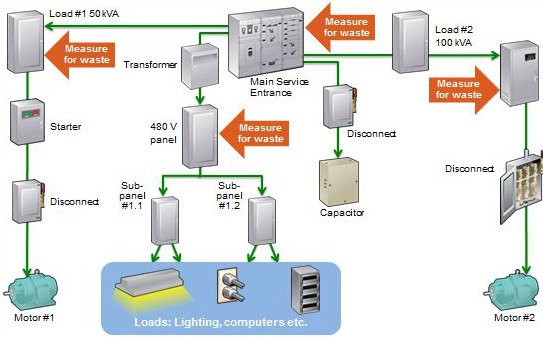 Load #1 50 kVA
Measure
for waste
Transformer
Main Service
Entrance
Measure
for waste
Load #2
100 kVA
Measure
for waste
Starter
480 V
panel
Measure
for waste
Disconnect
Disconnect
Sub-
panel
#1.1
Sub-
panel
#1.2
Disconnect
Capacitor
Motor #1
Loads: Lighting, computers etc.
Motor #2